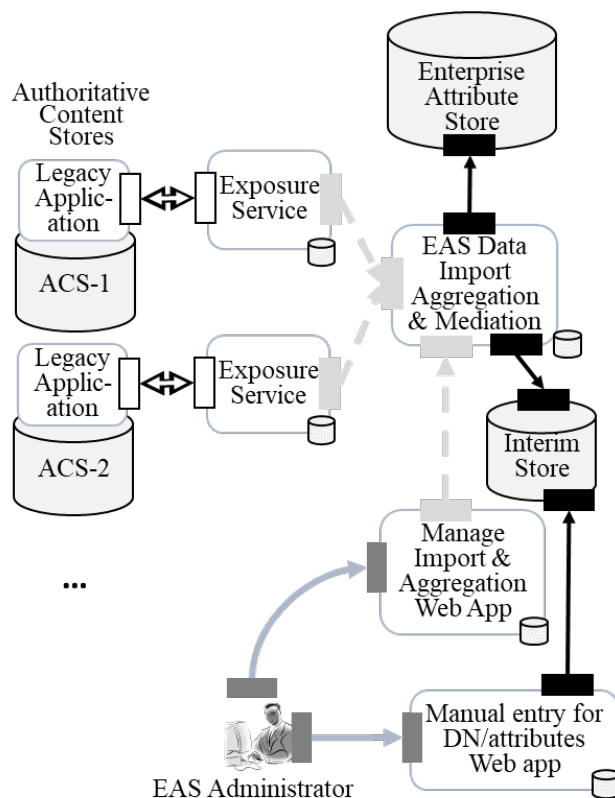 Enterprise
Attribute
Store
Authoritative
Content
Stores
Legacy
Applic-
ation
Exposure
Service
ACS-1
EAS Data
Import
Aggregation
& Mediation
Legacy
Applic-
ation
Exposure
Service
ACS-2
Interim
Store
...
Manage
Import &
Aggregation
Web App
Manual entry for
DN/attributes
Web app
EAS Administrator